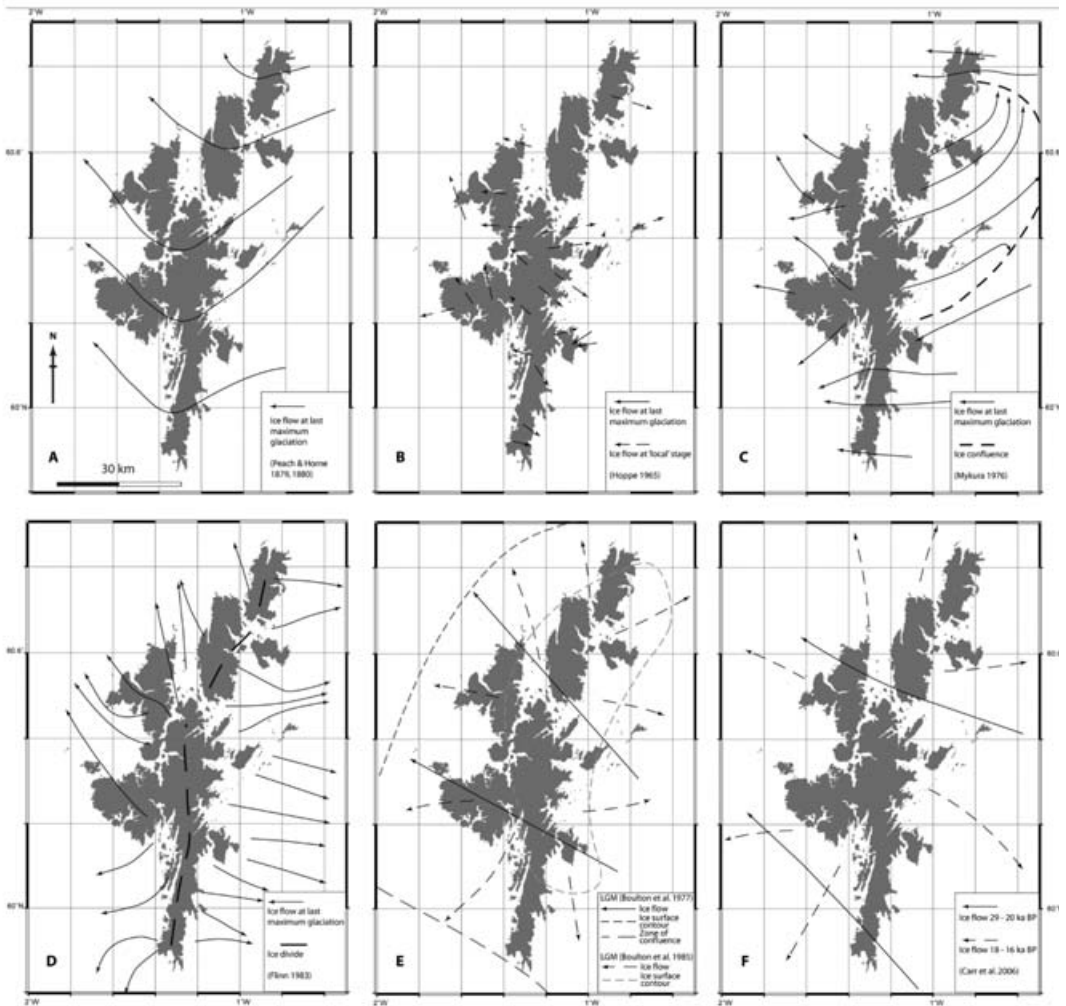 2°W
1°W
2°W
1°W
2°W
1°W
60.6°
60°N
N
A
30 km
Ice flow at last
maximum glaciation
(Peach & Horne
1879, 1880)
B
Ice flow at last
maximum glaciation
Ice flow at 'local' stage
(Hoppe 1965)
C
Ice flow at last
maximum glaciation
Ice confluence
(Mykura 1976)
60.6°
60°N
D
Ice flow at last
maximum glaciation
Ice divide
(Flinn 1983)
2°W
1°W
E
LGM (Boulton et al. 1977)
Ice flow
Ice surface
contour
Zone of
confluence
LGM (Boulton et al. 1985)
Ice flow
Ice surface
contour
2°W
1°W
F
Ice flow 29 - 20 ka BP
Ice flow 18 - 16 ka BP
(Carr et al. 2006)
2°W
1°W